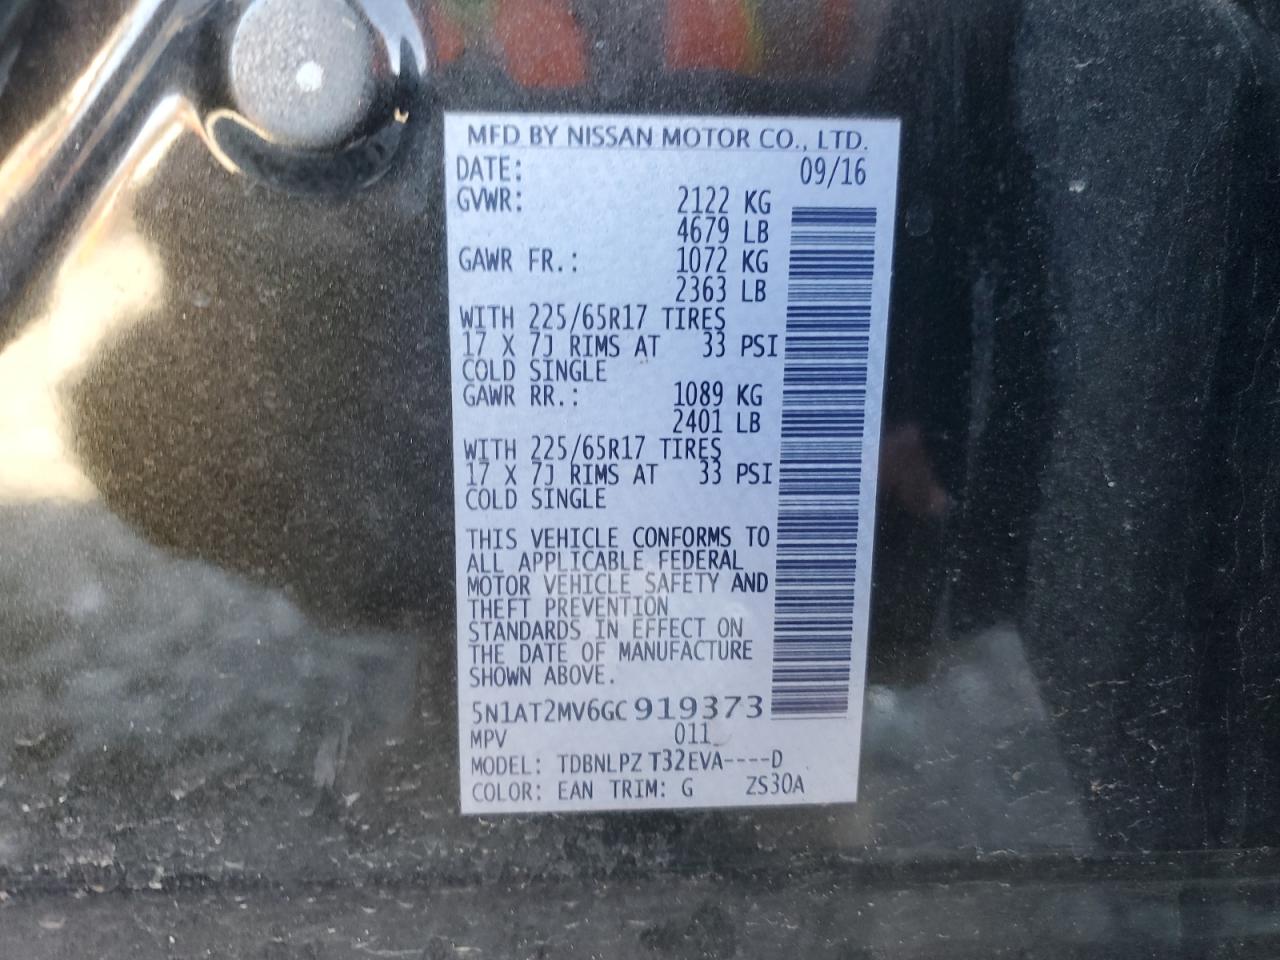 MFD BY NISSAN MOTOR CO., LTD.
DATE: 09/16
GVWR: 2122 KG
4679 LB
GAWR FR.: 1072 KG
2363 LB
WITH 225/65R17 TIRES
17 X 7J RIMS AT 33 PSI
COLD SINGLE
GAWR RR.: 1089 KG
2401 LB
WITH 225/65R17 TIRES
17 X 7J RIMS AT 33 PSI
COLD SINGLE
THIS VEHICLE CONFORMS TO
ALL APPLICABLE FEDERAL
MOTOR VEHICLE SAFETY AND
THEFT PREVENTION
STANDARDS IN EFFECT ON
THE DATE OF MANUFACTURE
SHOWN ABOVE.
5N1AT2MV6GC919373
MPV 011
MODEL: TDBNLPZ T32EVA----D
COLOR: EAN TRIM: G ZS30A